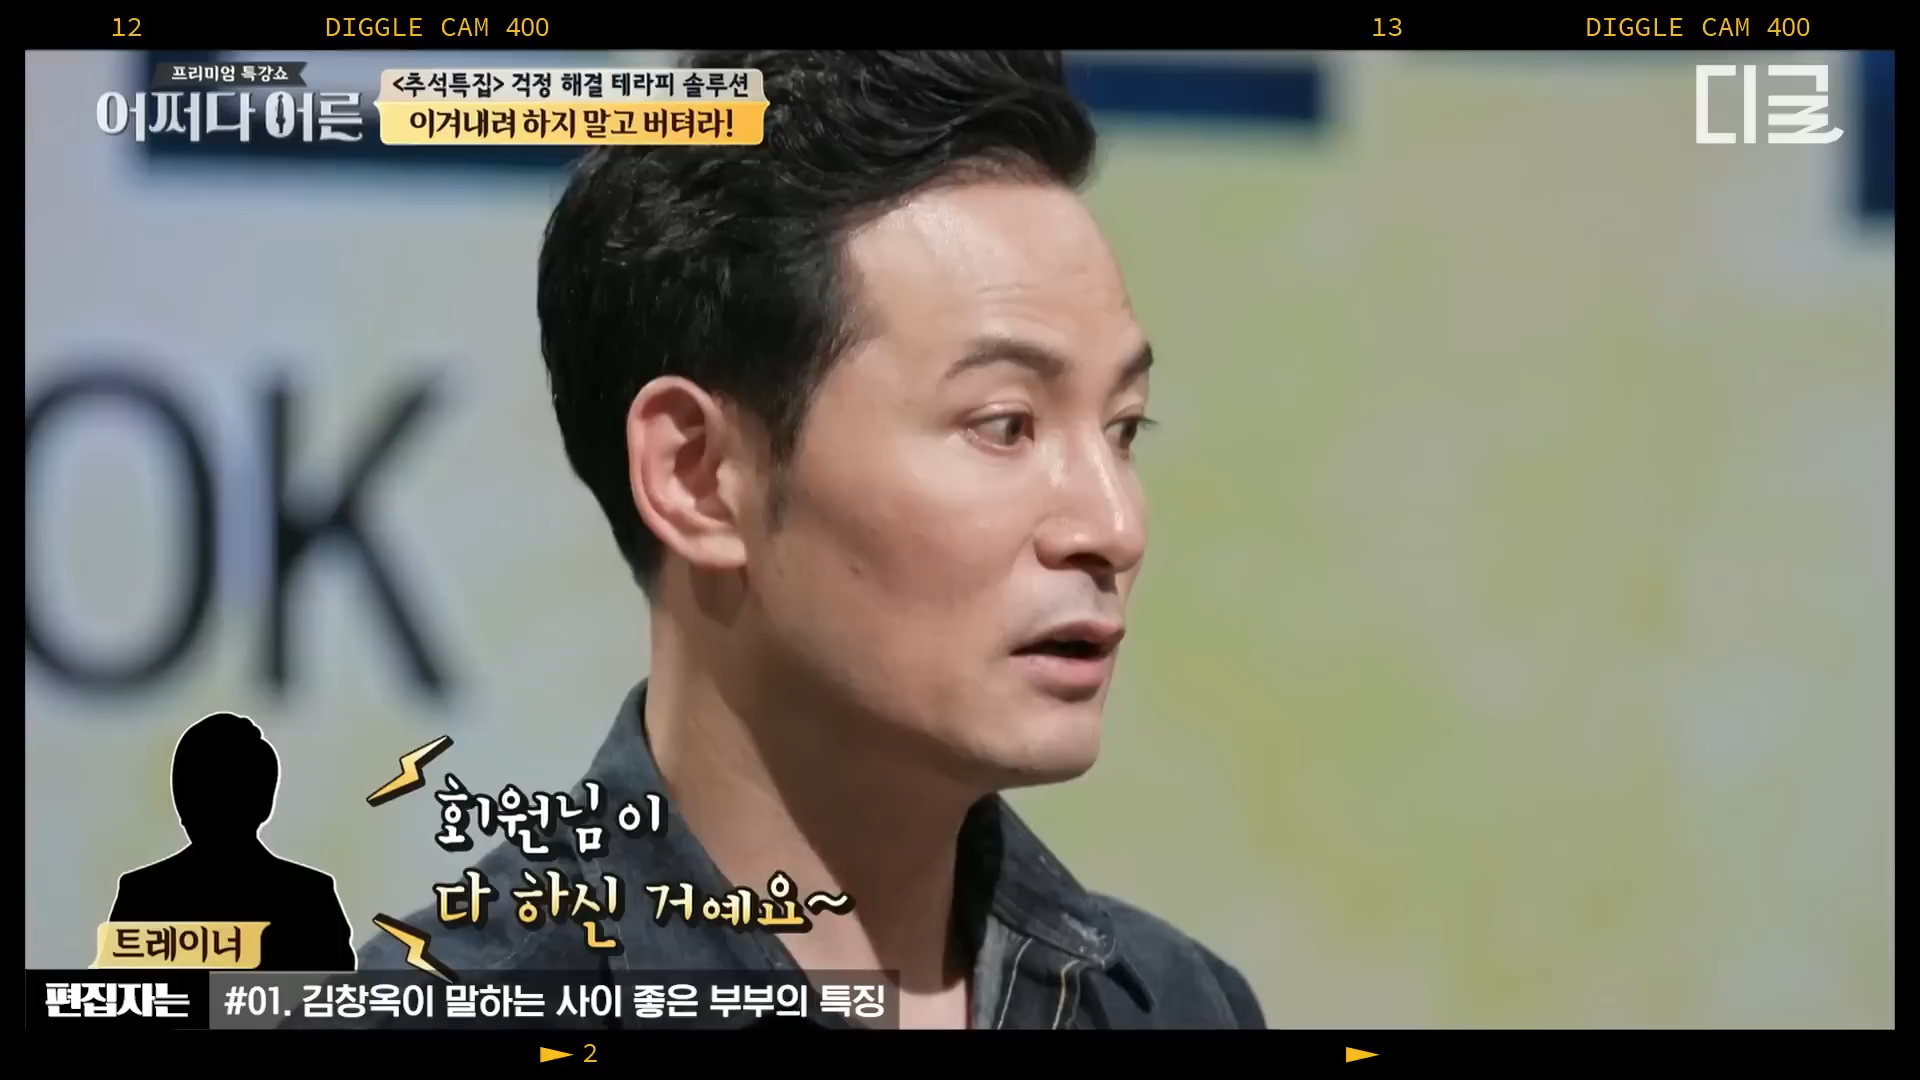 12 DIGGLE CAM 400 13 DIGGLE CAM 400
프리미엄 특강쇼
어쩌다 어른
<추석특집> 걱정 해결 테라피 솔루션
이겨내려 하지 말고 버텨라!
디글
OK
회원님이
다 하신 거예요~
트레이너
편집자는
#01. 김창옥이 말하는 사이 좋은 부부의 특징
2